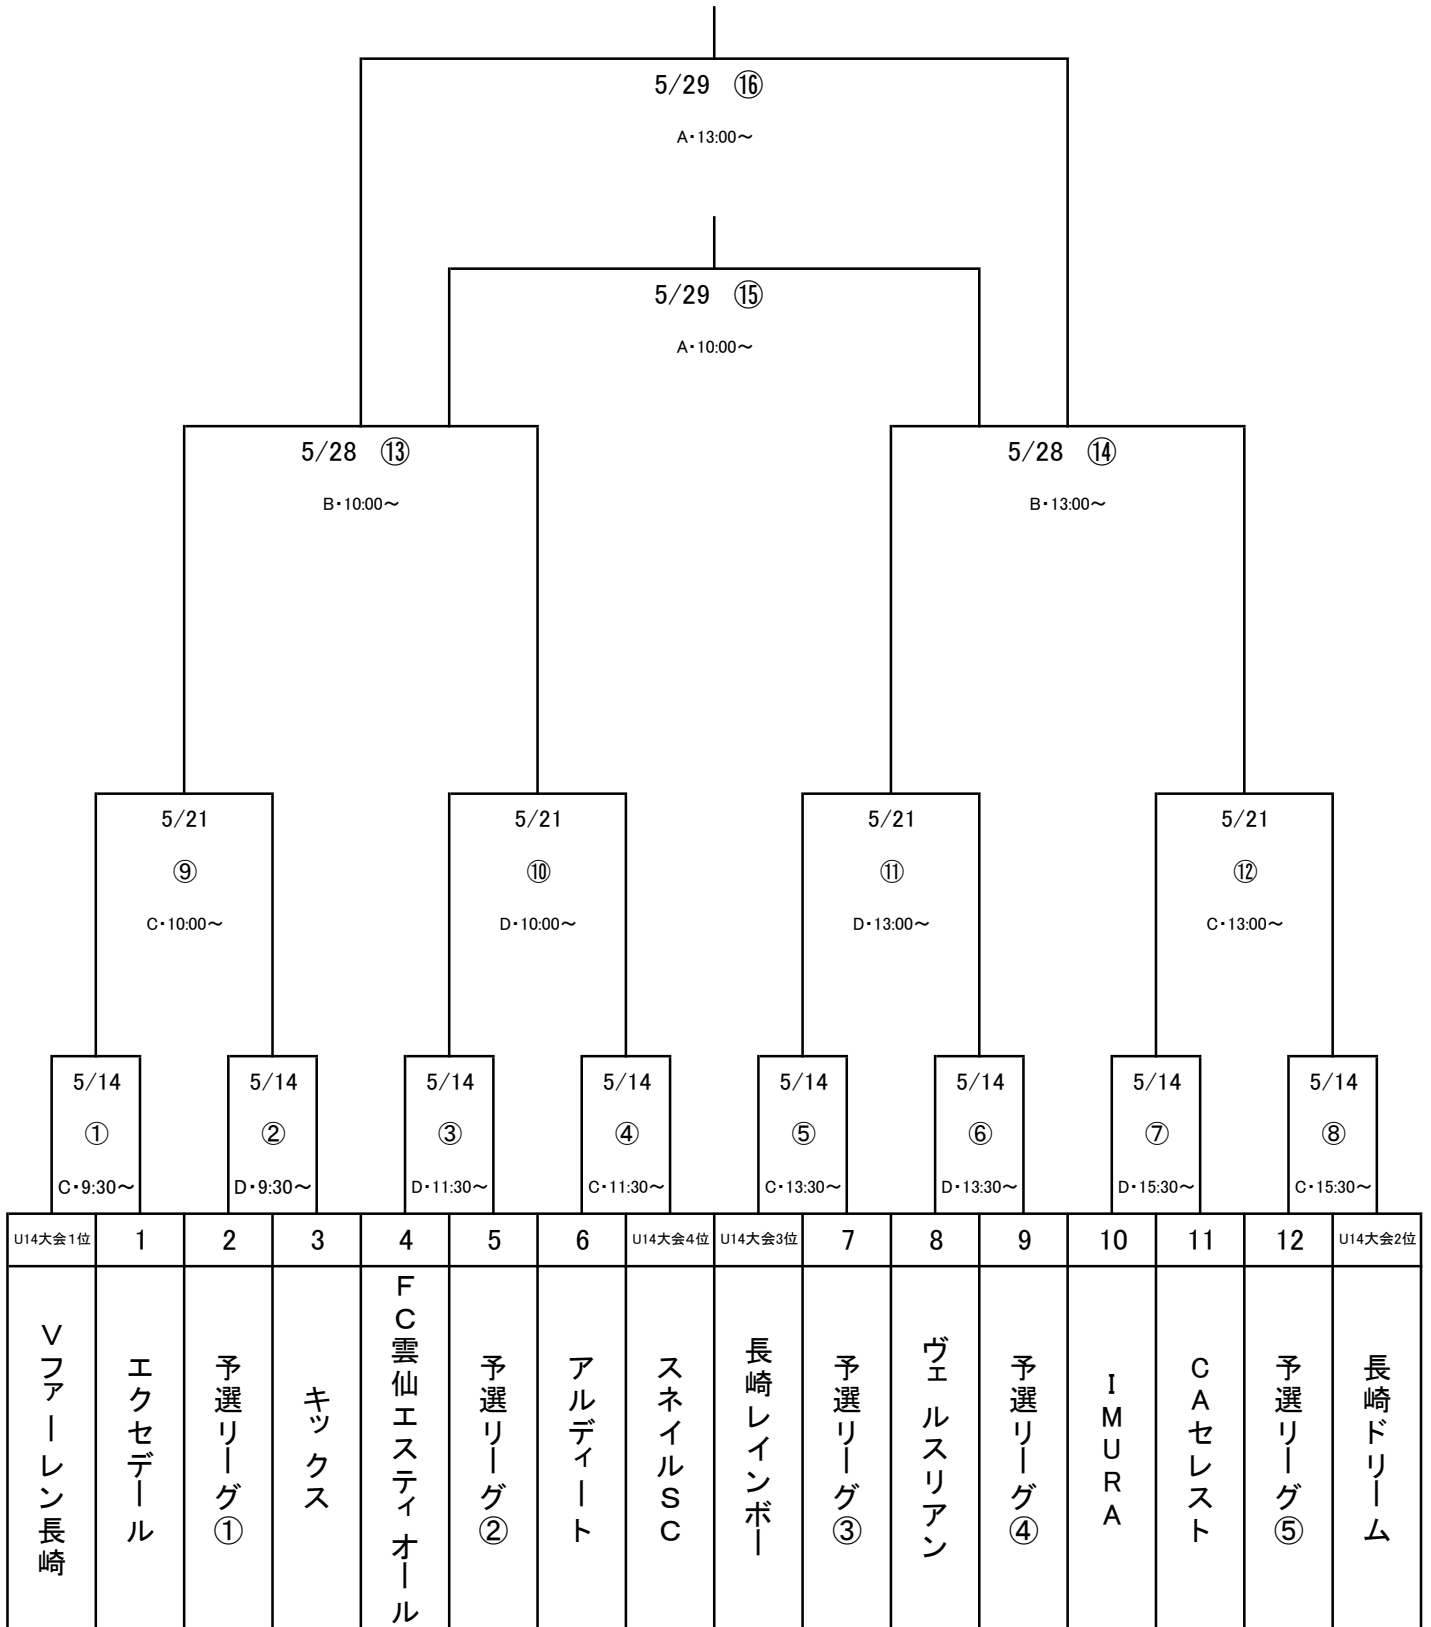 5/29　⑯
A・13:00～
5/29　⑮
A・10:00～
5/28　⑬
B・10:00～
5/28　⑭
B・13:00～
5/21
⑨
C・10:00～
5/21
⑩
D・10:00～
5/21
⑪
D・13:00～
5/21
⑫
C・13:00～
5/14
①
C・9:30～
5/14
②
D・9:30～
5/14
③
D・11:30～
5/14
④
C・11:30～
5/14
⑤
C・13:30～
5/14
⑥
D・13:30～
5/14
⑦
D・15:30～
5/14
⑧
C・15:30～
U14大会1位
1
2
3
4
5
6
U14大会4位
U14大会3位
7
8
9
10
11
12
U14大会2位
Vファーレン長崎
エクセデール
予選リーグ①
キックス
FC雲仙エスティオール
予選リーグ②
アルディート
スネイルSC
長崎レインボー
予選リーグ③
ヴェルスリアン
予選リーグ④
IMURA
CAセレスト
予選リーグ⑤
長崎ドリーム